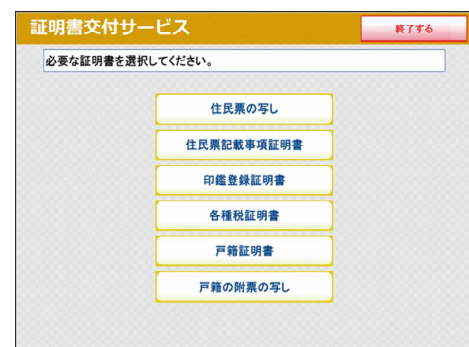 証明書交付サービス
終了する
必要な証明書を選択してください。
住民票の写し
住民票記載事項証明書
印鑑登録証明書
各種税証明書
戸籍証明書
戸籍の附票の写し